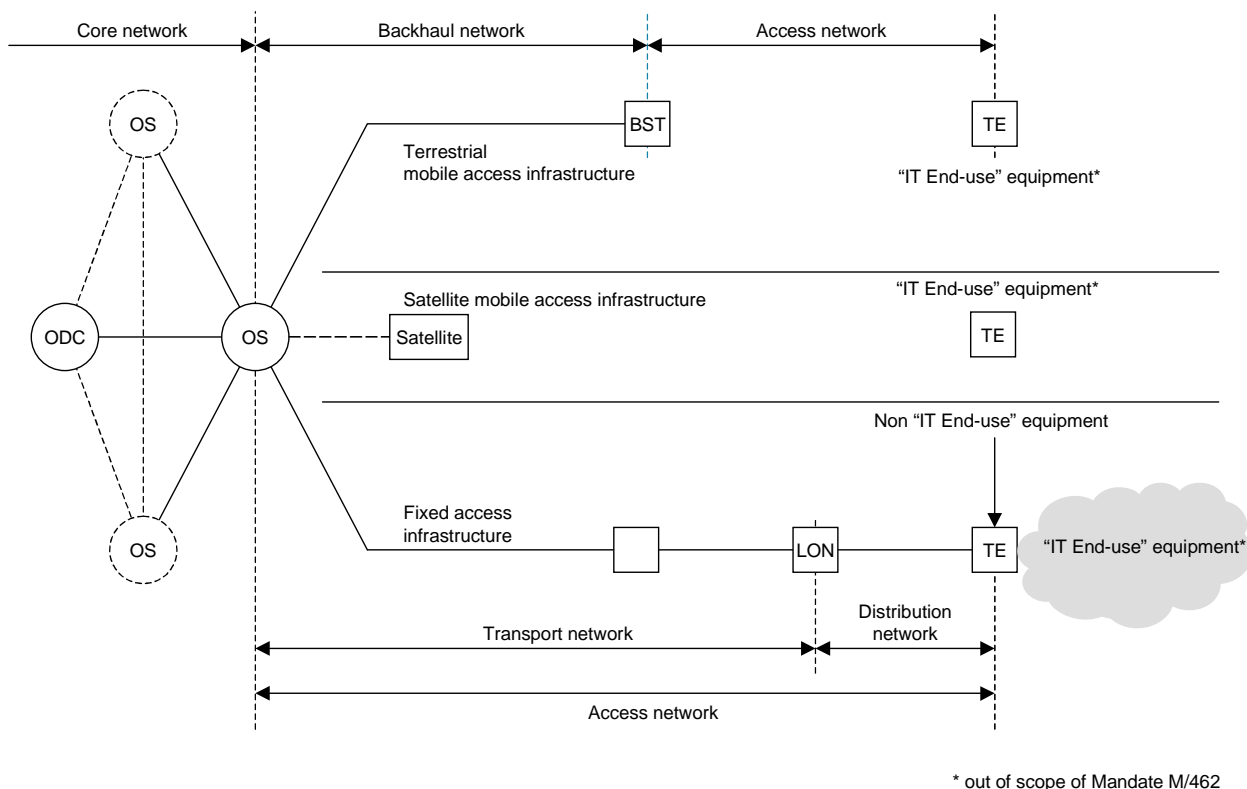 Core network
Backhaul network
Access network
OS
BST
TE
Terrestrial
mobile access infrastructure
“IT End-use” equipment*
“IT End-use” equipment*
Satellite mobile access infrastructure
ODC
OS
Satellite
TE
Non “IT End-use” equipment
Fixed access
infrastructure
OS
LON
TE
“IT End-use” equipment*
Transport network
Distribution
network
Access network
* out of scope of Mandate M/462